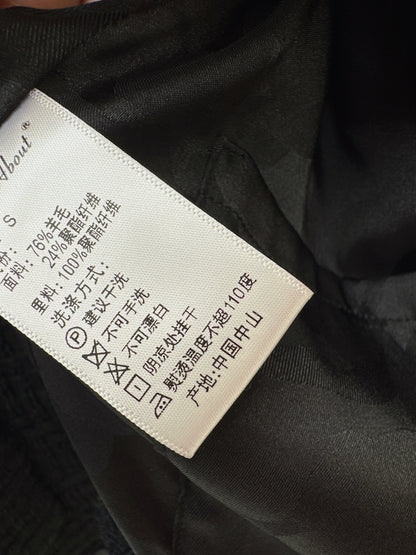 About"
份: S
面料: 76%羊毛
24%聚酯纤维
里料: 100%聚酯纤维
洗涤方式:
建议干洗
不可手洗
不可漂白
阴凉处挂干
熨烫温度不超110度
产地: 中国中山